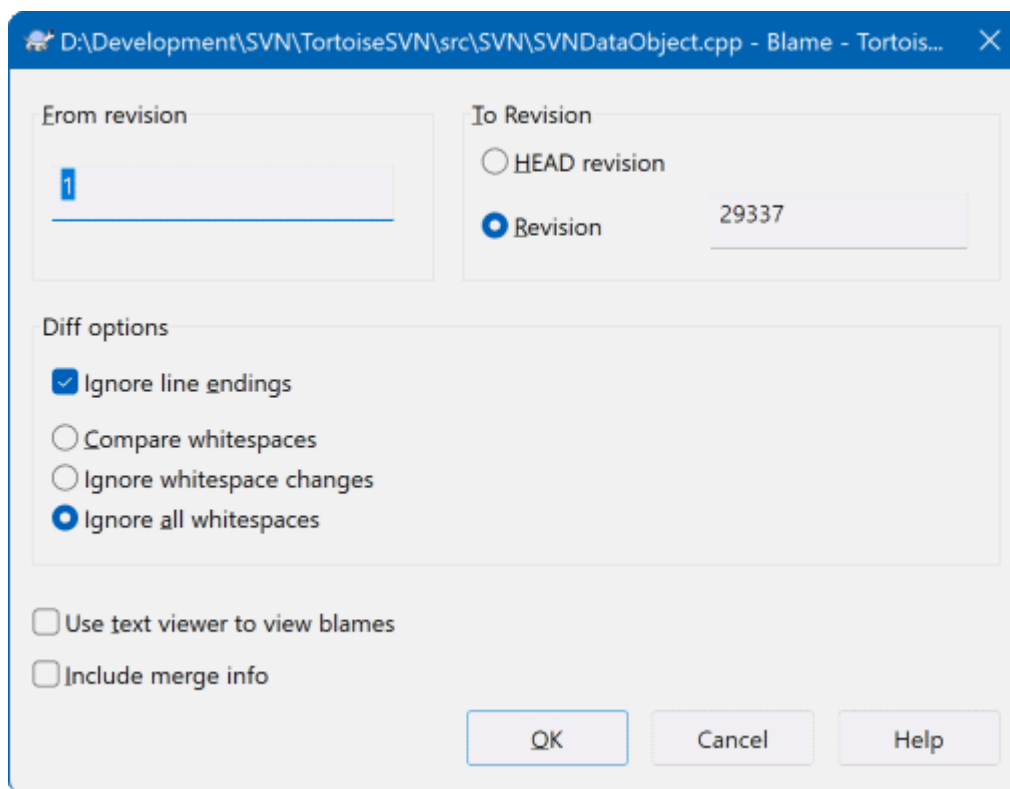 D:\Development\SVN\TortoiseSVN\src\SVN\SVNDataObject.cpp - Blame - Tortois...
From revision
1
To Revision
HEAD revision
Revision 29337
Diff options
Ignore line endings
Compare whitespaces
Ignore whitespace changes
Ignore all whitespaces
Use text viewer to view blames
Include merge info
OK Cancel Help